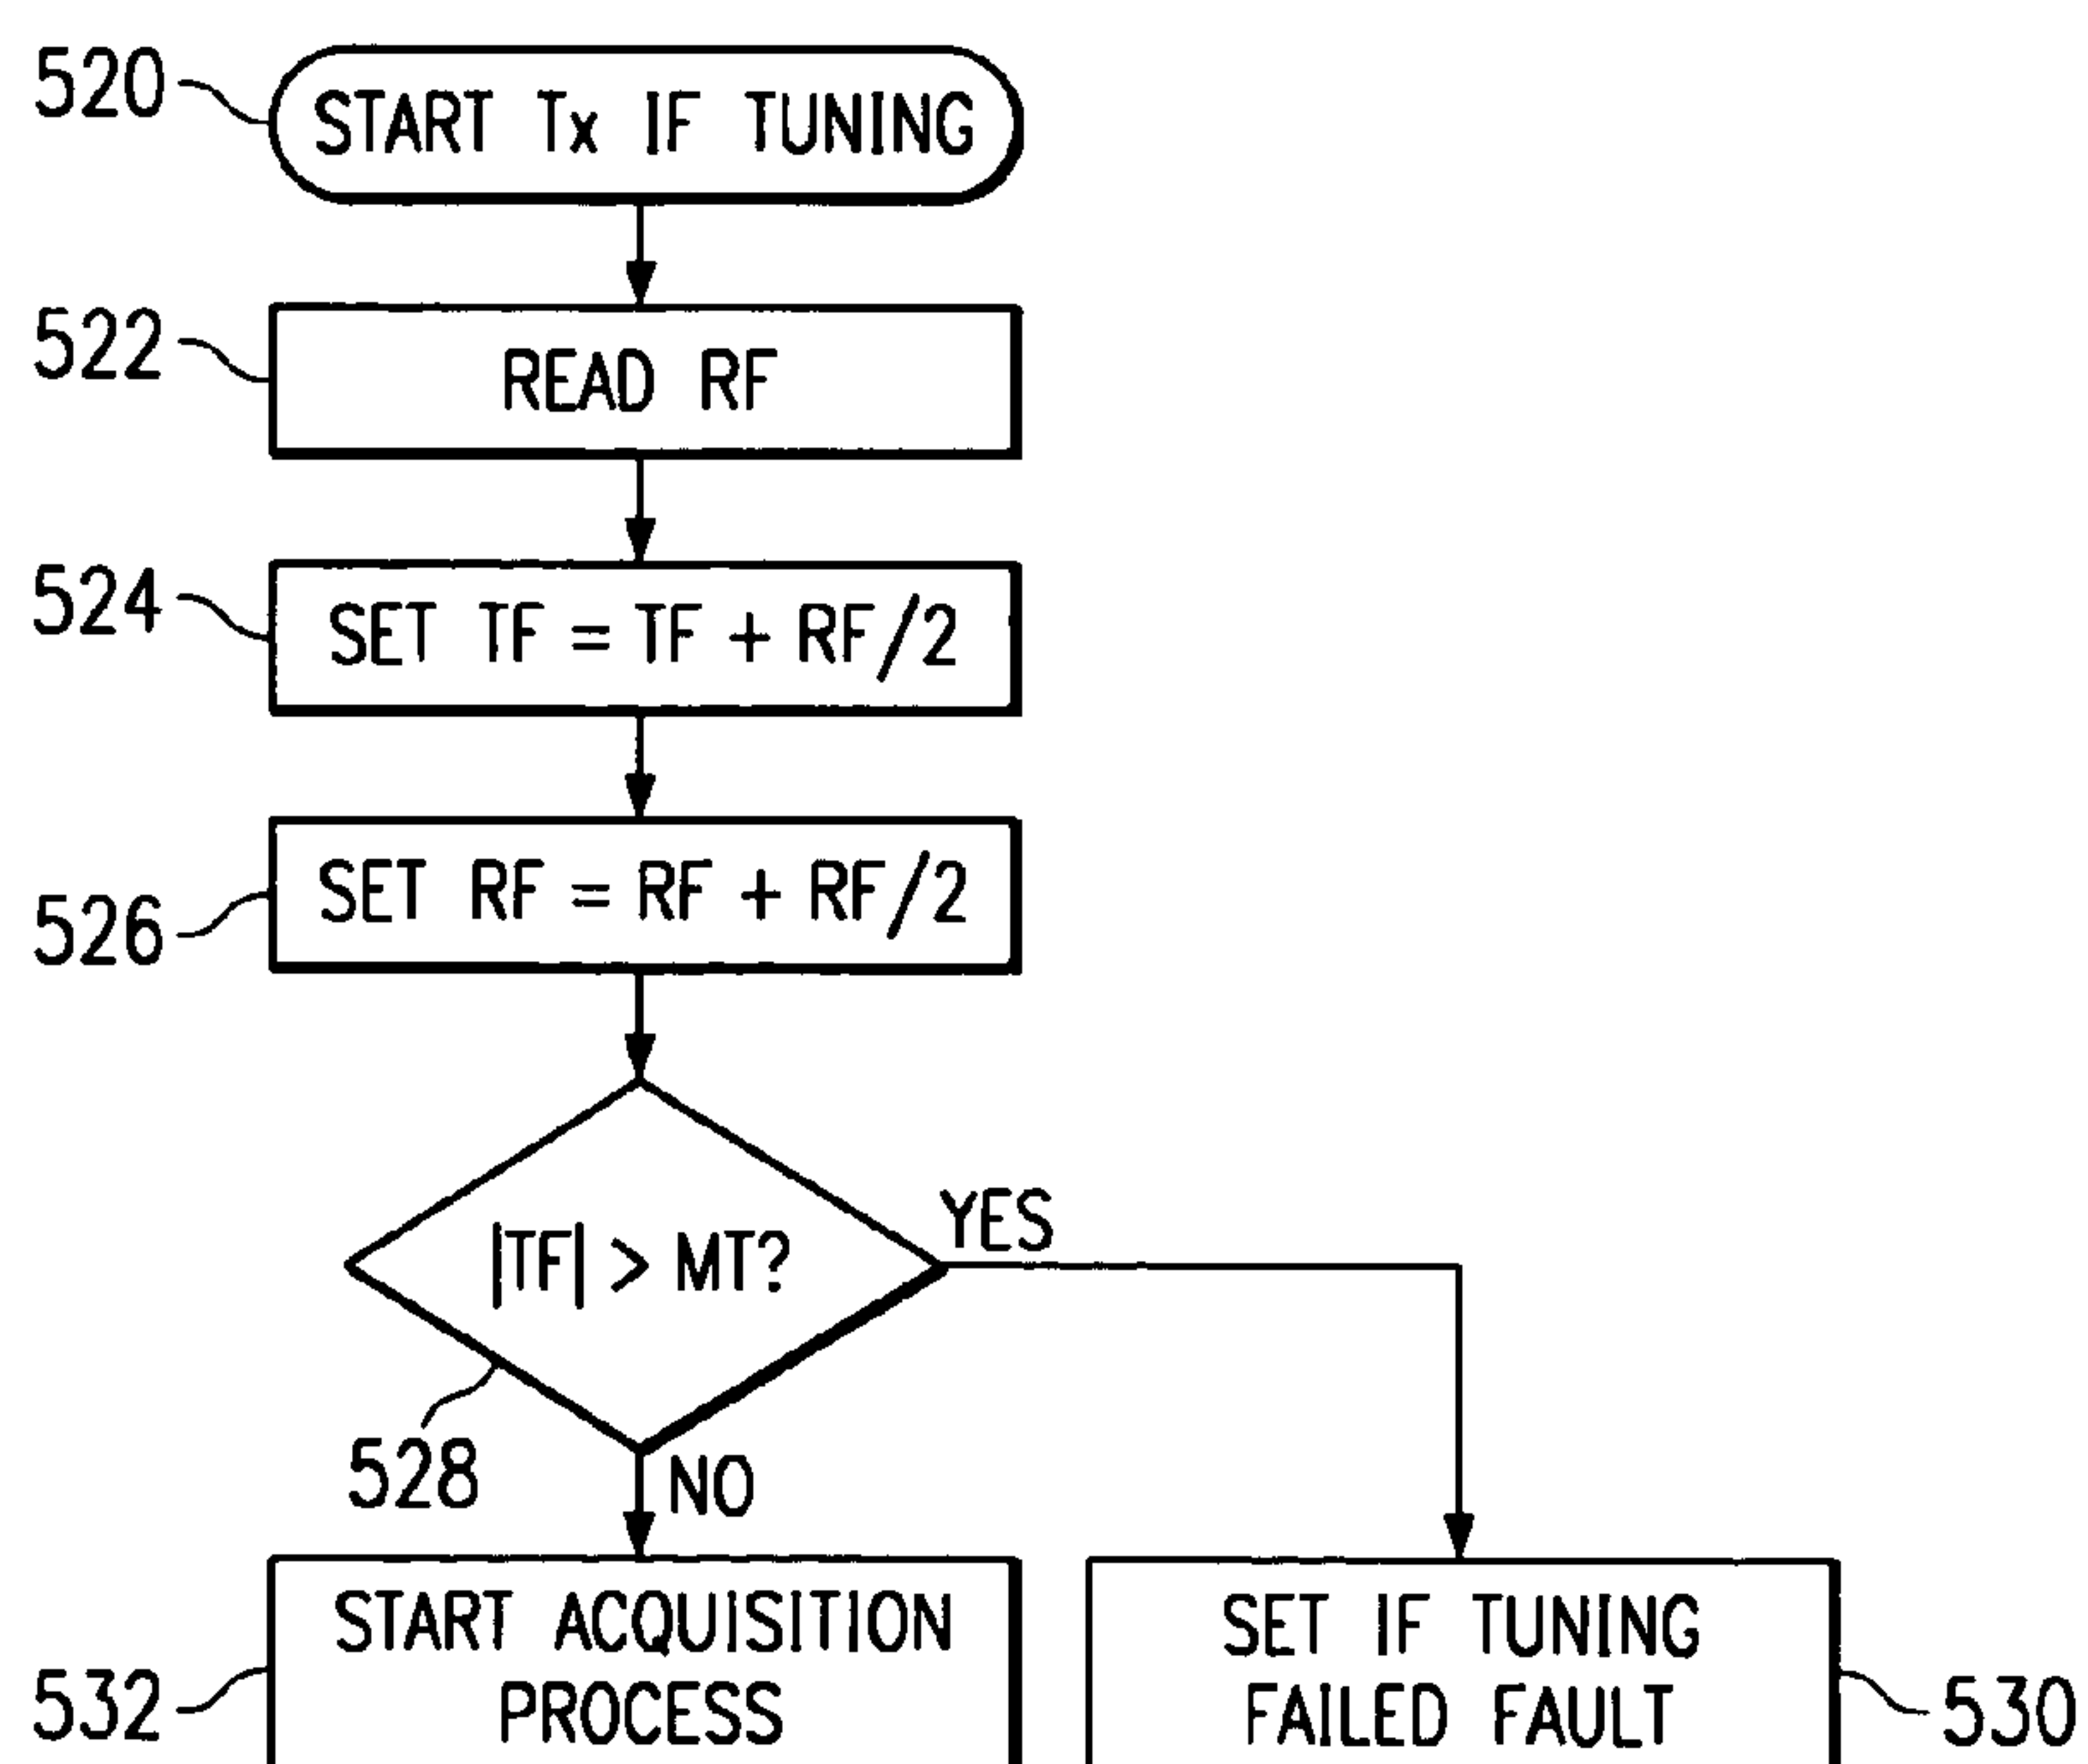 520
START Tx IF TUNING
522
READ RF
524
SET TF = TF + RF/2
526
SET RF = RF + RF/2
|TF| > MT?
YES
528
NO
532
START ACQUISITION
PROCESS
SET IF TUNING
FAILED FAULT
530